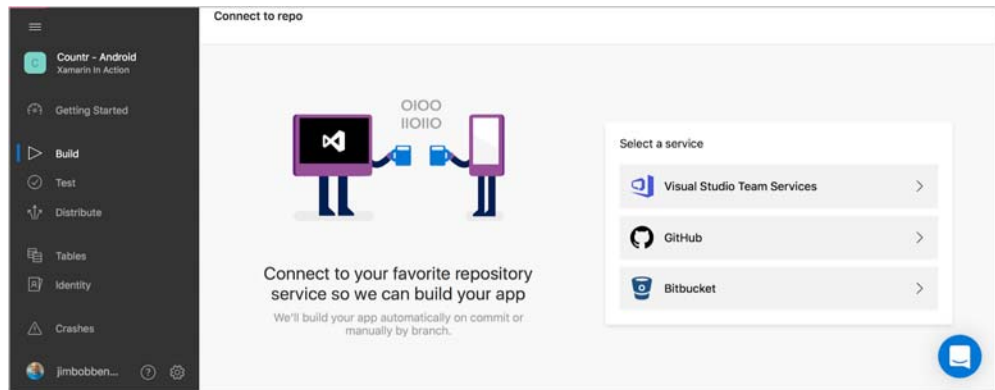 Connect to repo
C
Countr - Android
Xamarin In Action
Getting Started
Build
Test
Distribute
Tables
Identity
Crashes
jimbobben...
OIOO
IIOIIO
Connect to your favorite repository
service so we can build your app
We'll build your app automatically on commit or
manually by branch.
Select a service
Visual Studio Team Services
GitHub
Bitbucket